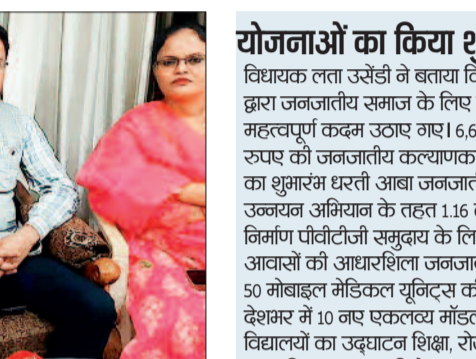 योजनाओं का किया
विधायक लता उसेंडी ने बताया
द्वारा जनजातीय समाज के लिए
महत्वपूर्ण कदम उठाए गए। 6,6
रुपए की जनजातीय कल्याणक
का शुभारंभ धरती आबा जनजाती
उन्नयन अभियान के तहत 1.16
निर्माण पीवीटीजी समुदाय के लि
आवासों की आधारशिला जनजा
50 मोबाइल मेडिकल यूनिट्स क
देशभर में 10 नए एकलव्य मॉडल
विद्यालयों का उद्घाटन शिक्षा,